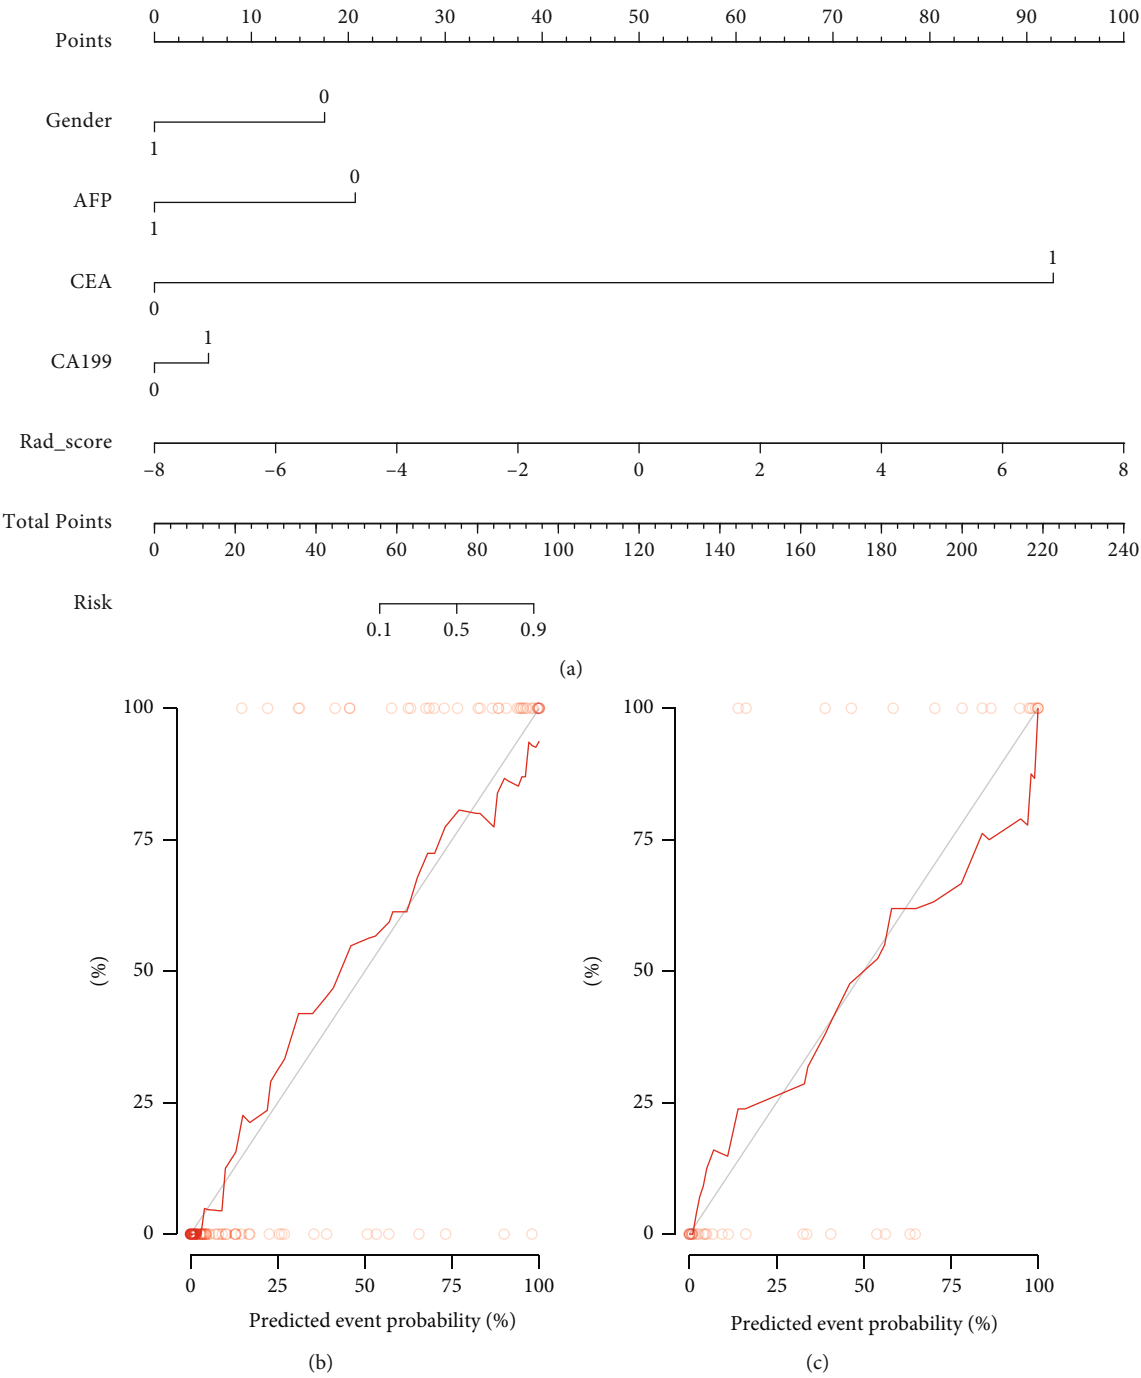 0 10 20 30 40 50 60 70 80 90 100
Points
0
Gender
1
0
AFP
1
1
CEA
0
1
CA199
0
Rad_score
–8 –6 –4 –2 0 2 4 6 8
Total Points
0 20 40 60 80 100 120 140 160 180 200 220 240
Risk
0.1 0.5 0.9
(a)
100
75
50
25
0
(%)
0 25 50 75 100
Predicted event probability (%)
(b)
100
75
50
25
0
(%)
0 25 50 75 100
Predicted event probability (%)
(c)